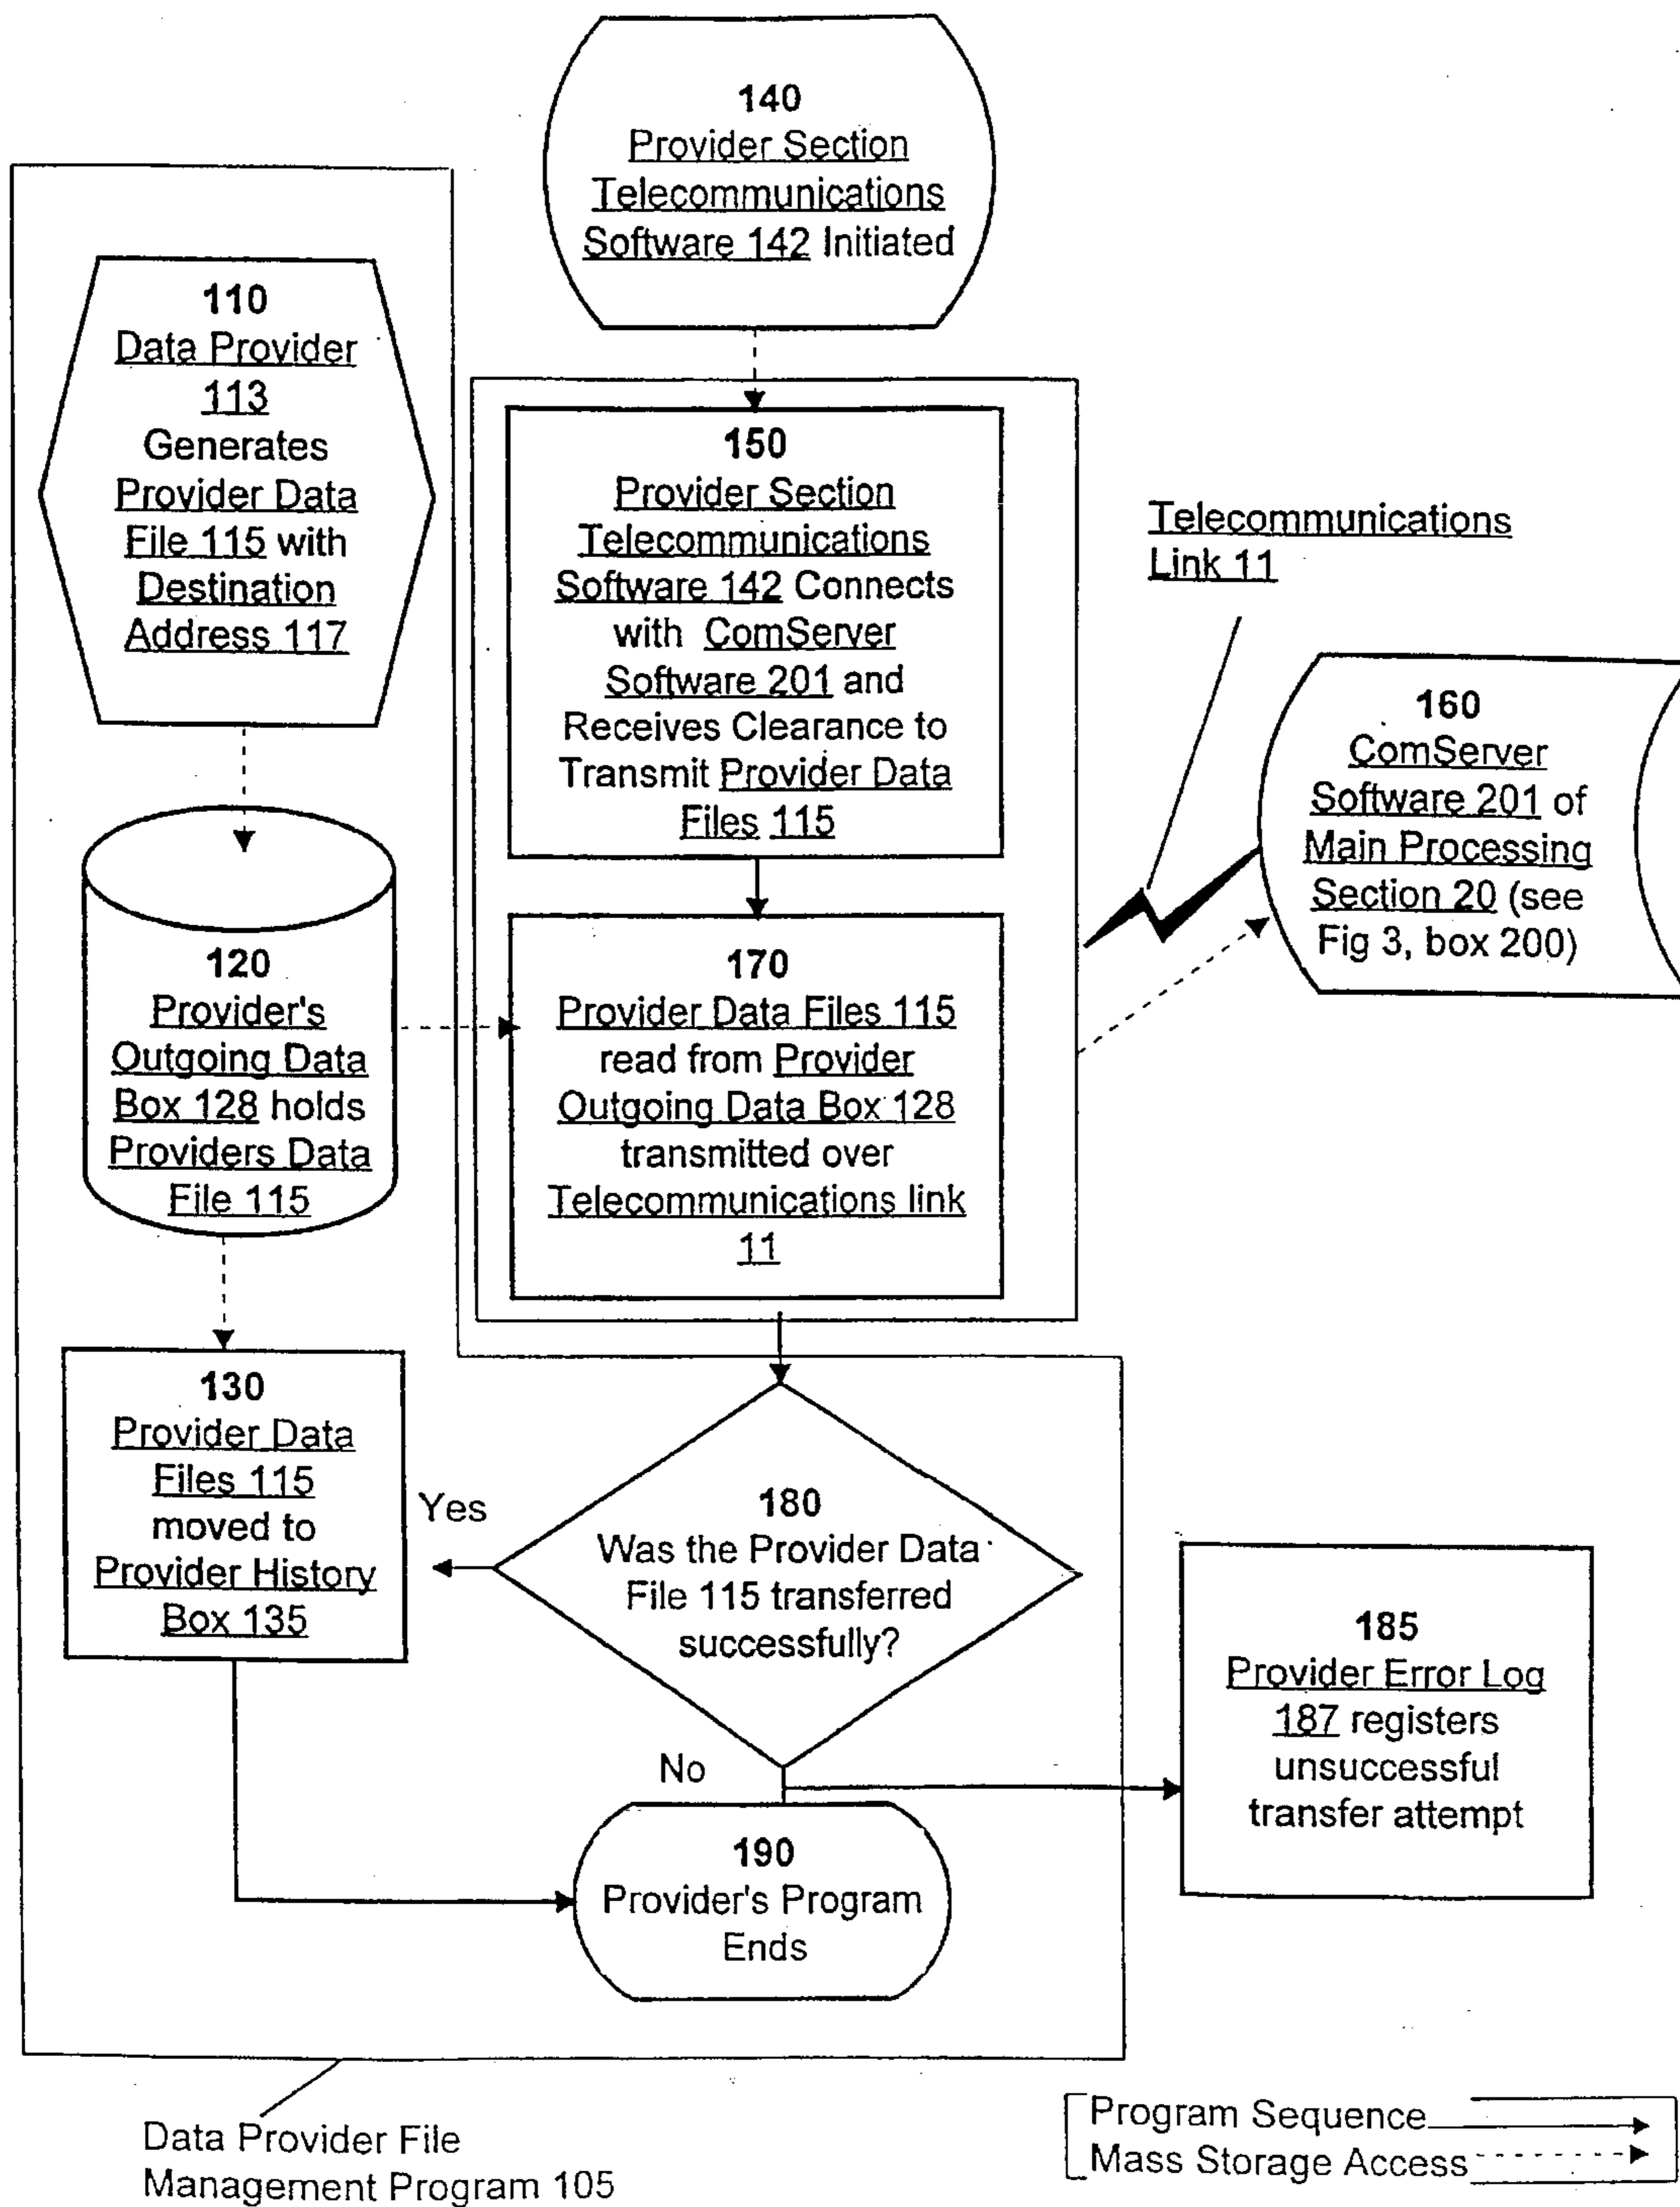 140
Provider Section
Telecommunications
Software 142 Initiated
110
Data Provider
113
Generates
Provider Data
File 115 with
Destination
Address 117
150
Provider Section
Telecommunications
Software 142 Connects
with ComServer
Software 201 and
Receives Clearance to
Transmit Provider Data
Files 115
Telecommunications
Link 11
160
ComServer
Software 201 of
Main Processing
Section 20 (see
Fig 3, box 200)
120
Provider's
Outgoing Data
Box 128 holds
Providers Data
File 115
170
Provider Data Files 115
read from Provider
Outgoing Data Box 128
transmitted over
Telecommunications link
11
130
Provider Data
Files 115
moved to
Provider History
Box 135
Yes
180
Was the Provider Data
File 115 transferred
successfully?
No
185
Provider Error Log
187 registers
unsuccessful
transfer attempt
190
Provider's Program
Ends
Data Provider File
Management Program 105
Program Sequence
Mass Storage Access